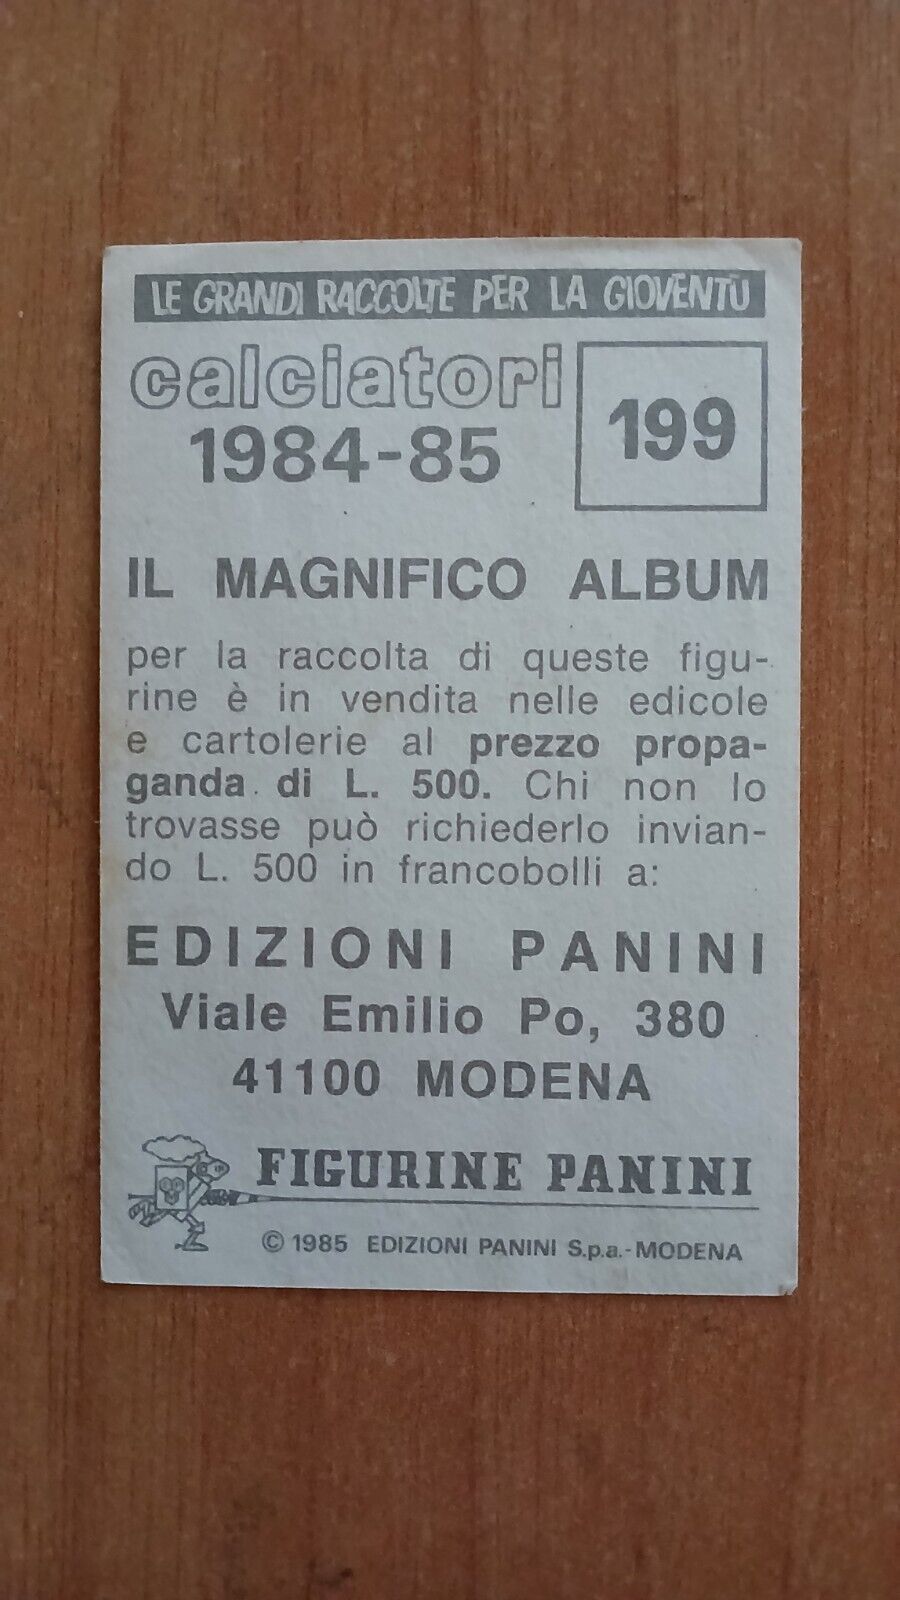 LE GRANDI RACCOLTE PER LA GIOVENTÙ
calciatori
1984-85
199
IL MAGNIFICO ALBUM
per la raccolta di queste figu-
rine è in vendita nelle edicole
e cartolerie al prezzo propa-
ganda di L. 500. Chi non lo
trovasse può richiederlo invian-
do L. 500 in francobolli a:
EDIZIONI PANINI
Viale Emilio Po, 380
41100 MODENA
FIGURINE PANINI
© 1985 EDIZIONI PANINI S.p.a.-MODENA